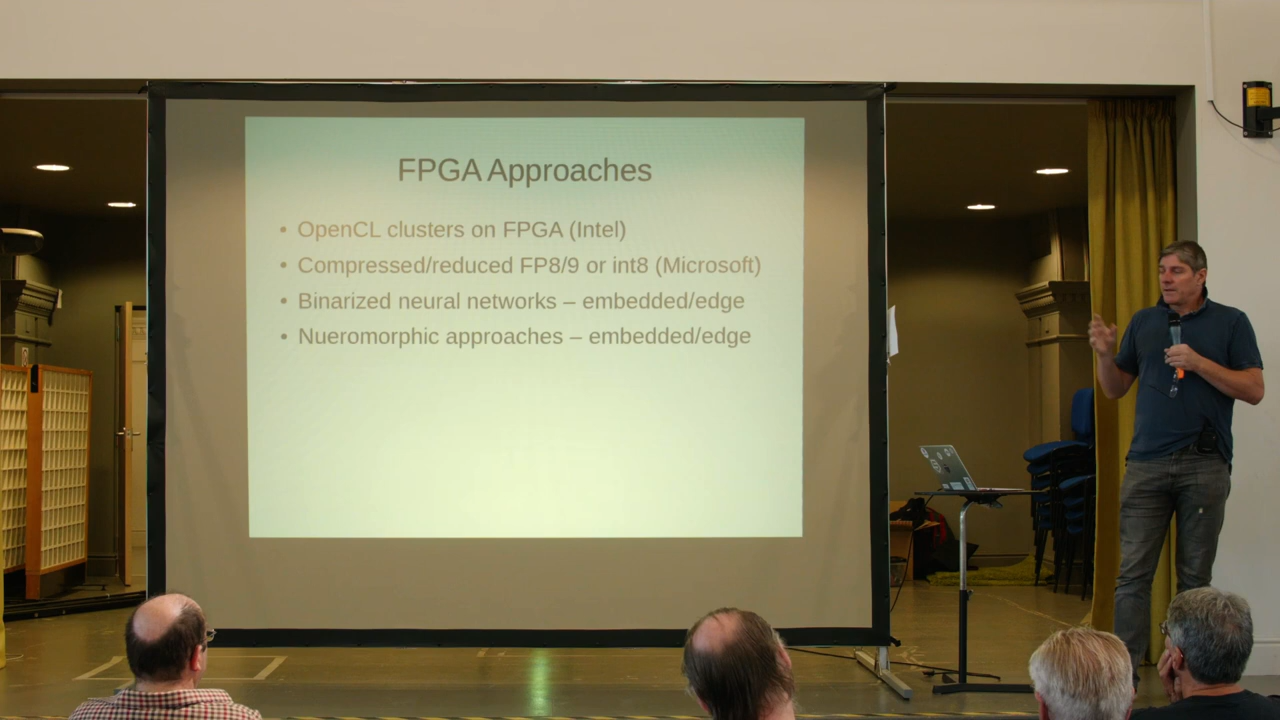 FPGA Approaches
• OpenCL clusters on FPGA (Intel)
• Compressed/reduced FP8/9 or int8 (Microsoft)
• Binarized neural networks – embedded/edge
• Nueromorphic approaches – embedded/edge